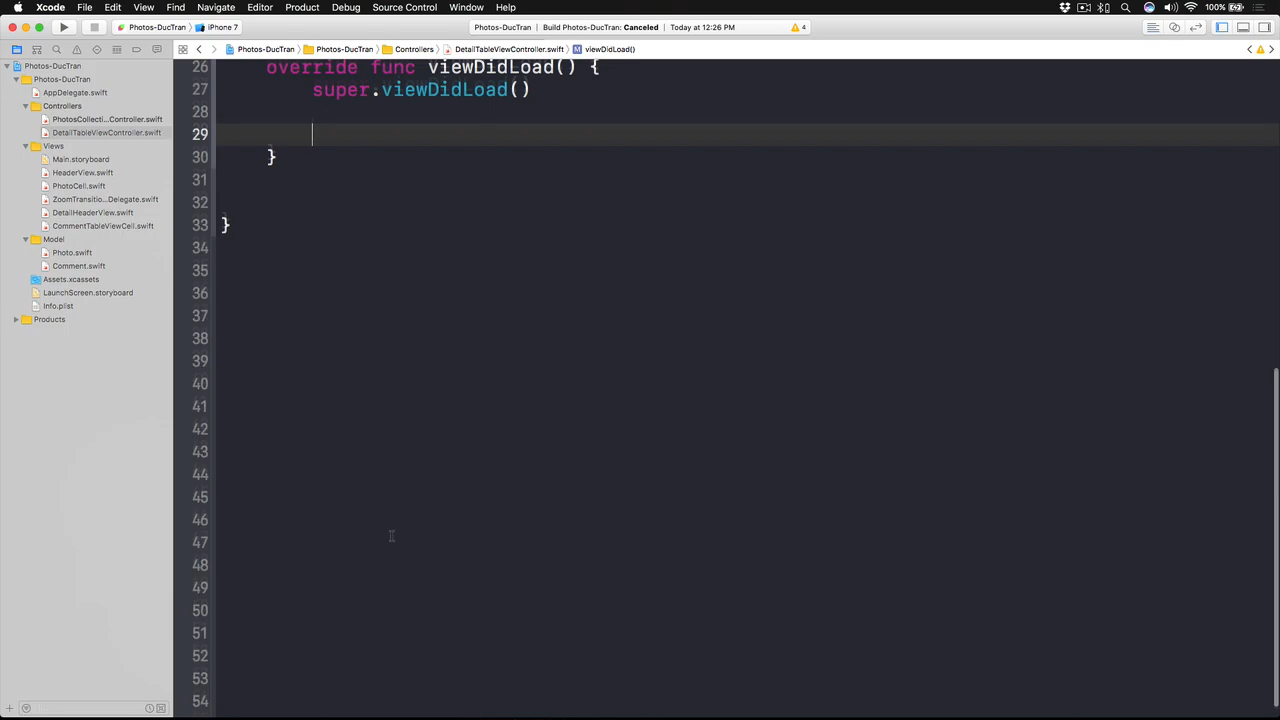 Xcode File Edit View Find Navigate Editor Product Debug Source Control Window Help 100%
Photos-DucTran iPhone 7 Photos-DucTran Build Photos-DucTran: Canceled Today at 12:26 PM 4
Photos-DucTran Photos-DucTran Controllers DetailTableViewController.swift M viewDidLoad()
Photos-DucTran
Photos-DucTran
AppDelegate.swift
Controllers
PhotosCollecti...Controller.swift
DetailTableViewController.swift
Views
Main.storyboard
HeaderView.swift
PhotoCell.swift
ZoomTransitio...Delegate.swift
DetailHeaderView.swift
CommentTableViewCell.swift
Model
Photo.swift
Comment.swift
Assets.xcassets
LaunchScreen.storyboard
Info.plist
Products
26 override func viewDidLoad() {
27 super.viewDidLoad()
28
29
30 }
31
32
33 }
34
35
36
37
38
39
40
41
42
43
44
45
46
47
48
49
50
51
52
53
54